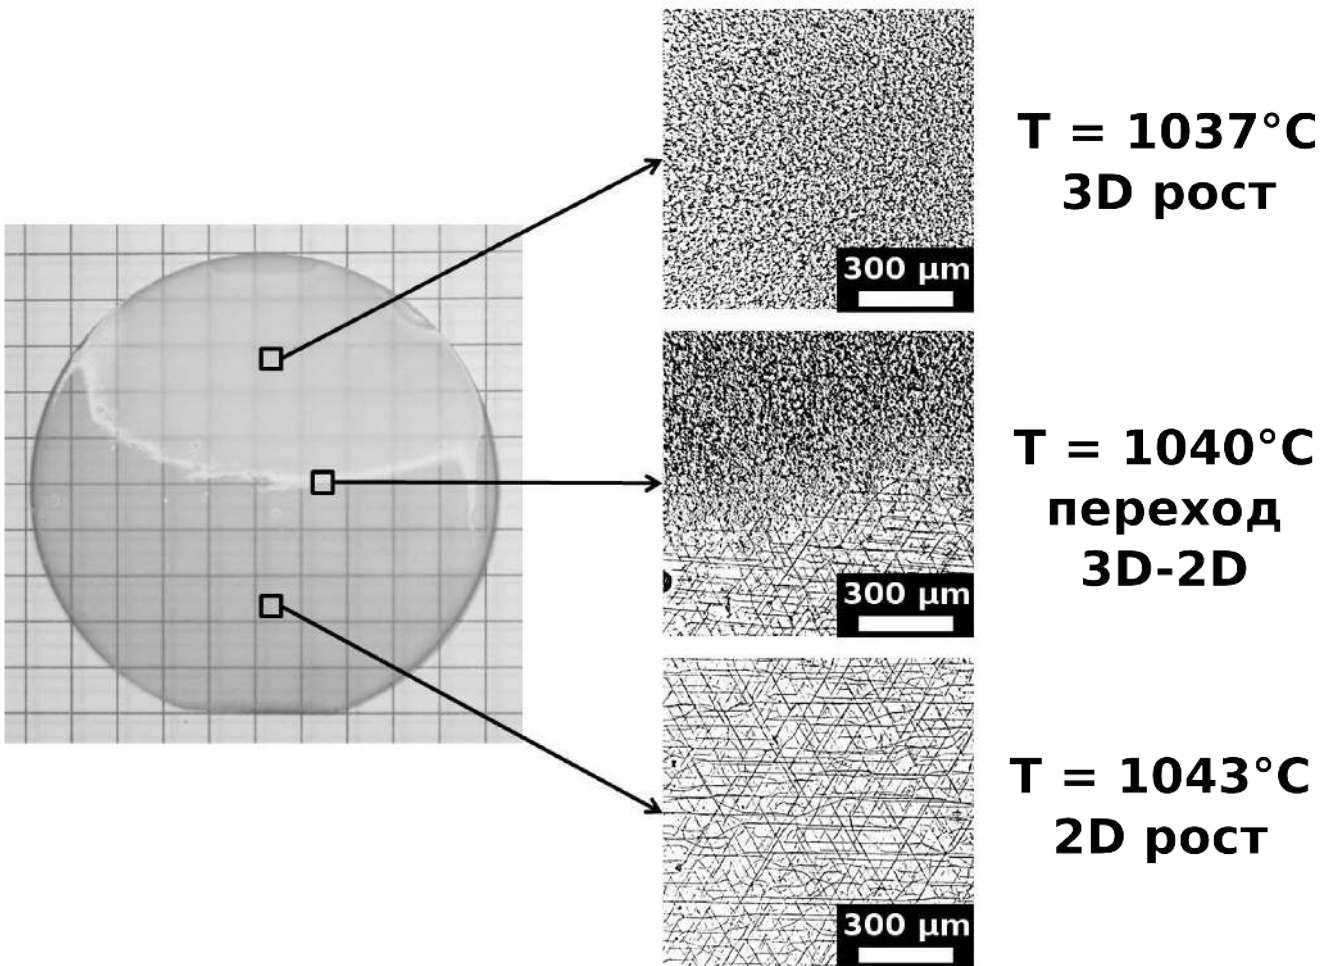 300 μm
T = 1037°C
3D рост
300 μm
T = 1040°C
переход
3D-2D
300 μm
T = 1043°C
2D рост